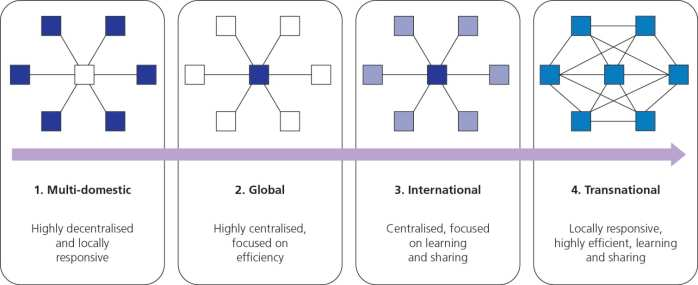 1. Multi-domestic
Highly decentralised
and locally
responsive
2. Global
Highly centralised,
focused on
efficiency
3. International
Centralised, focused
on learning
and sharing
4. Transnational
Locally responsive,
highly efficient, learning
and sharing